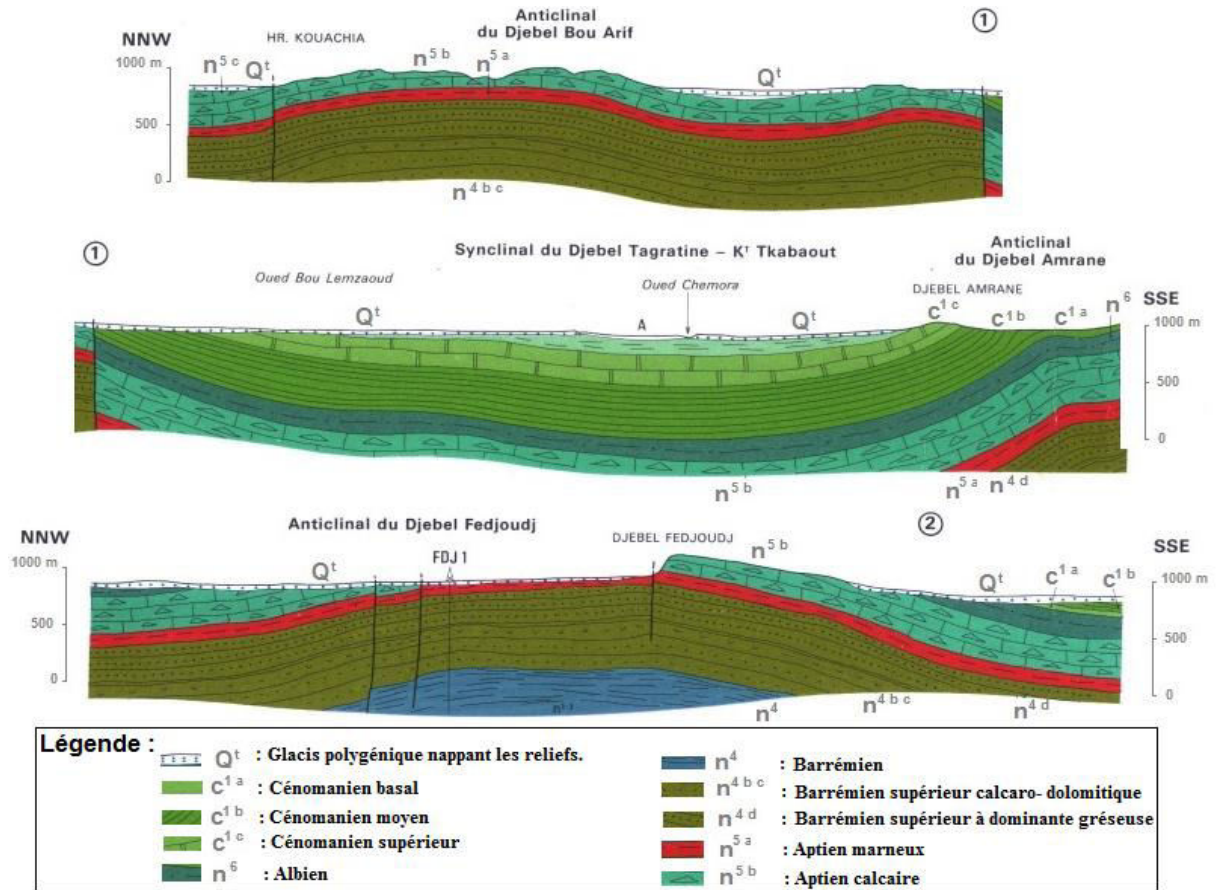 Anticlinal
du Djebel Bou Arif
①
NNW
HR. KOUACHIA
1000 m
n5 c
Qt
n5 b
n5 a
Qt
500
0
n4 b c
①
Synclinal du Djebel Tagratine – Kᵀ Tkabaout
Anticlinal
du Djebel Amrane
Oued Bou Lemzaoud
Oued Chemora
DJEBEL AMRANE
SSE
Qt
A
Qt
c1 c
c1 b
c1 a
n6
1000 m
500
0
n5 b
n5 a
n4 d
Anticlinal du Djebel Fedjoudj
②
NNW
FDJ 1
DJEBEL FEDJOUDJ
n5 b
SSE
1000 m
Qt
Qt
c1 a
c1 b
1000 m
500
500
0
0
n4
n4 b c
n4 d
Légende :
Qt : Glacis polygénique nappant les reliefs.
c1 a : Cénomanien basal
c1 b : Cénomanien moyen
c1 c : Cénomanien supérieur
n6 : Albien
n4 : Barrémien
n4 b c : Barrémien supérieur calcaro- dolomitique
n4 d : Barrémien supérieur à dominante gréseuse
n5 a : Aptien marneux
n5 b : Aptien calcaire